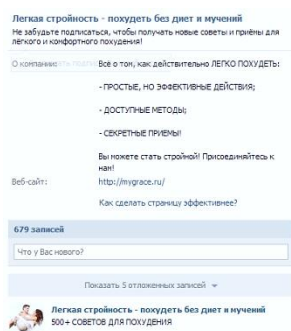 Легкая стройность - похудеть без диет и мучений
Не забудьте подписаться, чтобы получать новые советы и приёмы для
лёгкого и комфортного похудения!
О компании:
Всё о том, как действительно ЛЕГКО ПОХУДЕТЬ:
- ПРОСТЫЕ, НО ЭФФЕКТИВНЫЕ ДЕЙСТВИЯ;
- ДОСТУПНЫЕ МЕТОДЫ;
- СЕКРЕТНЫЕ ПРИЕМЫ!
Вы можете стать стройной! Присоединяйтесь к
нам!
Веб-сайт: http://mygrace.ru/
Как сделать страницу эффективнее?
679 записей
Что у Вас нового?
Показать 5 отложенных записей
Легкая стройность - похудеть без диет и мучений
500+ СОВЕТОВ ДЛЯ ПОХУДЕНИЯ